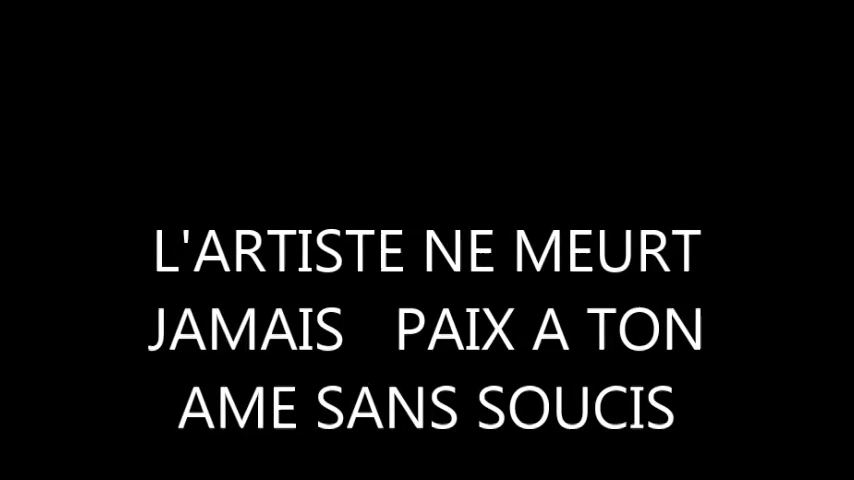 L'ARTISTE NE MEURT
JAMAIS   PAIX A TON
AME SANS SOUCIS